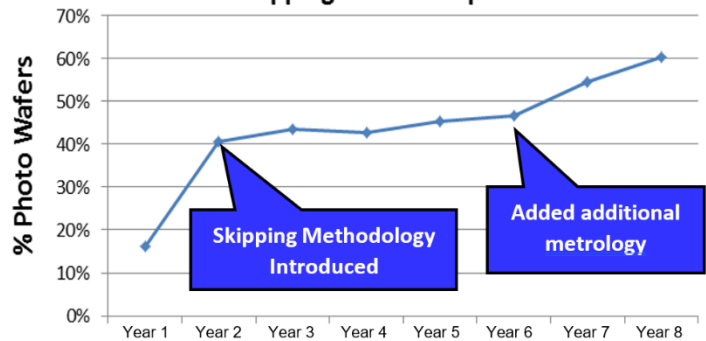 70%
60%
50%
40%
30%
20%
10%
0%
% Photo Wafers
Skipping Methodology
Introduced
Added additional
metrology
Year 1 Year 2 Year 3 Year 4 Year 5 Year 6 Year 7 Year 8